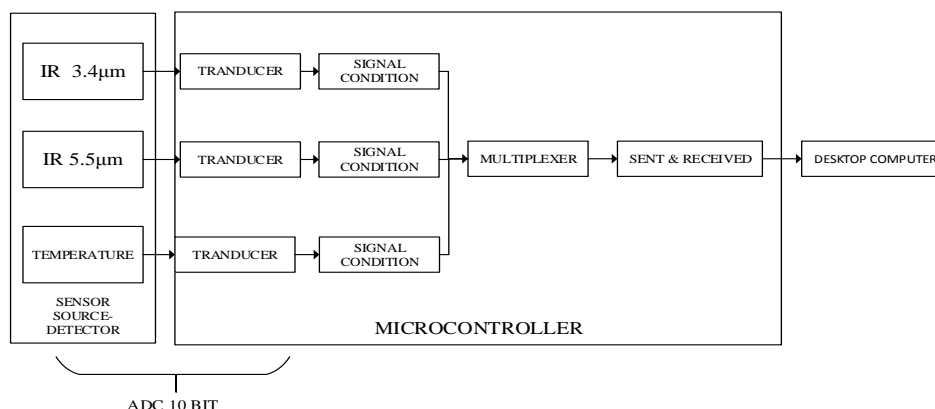 IR 3.4μm
TRANDUCER
SIGNAL
CONDITION
IR 5.5μm
TRANDUCER
SIGNAL
CONDITION
MULTIPLEXER
SENT & RECEIVED
DESKTOP COMPUTER
TEMPERATURE
TRANDUCER
SIGNAL
CONDITION
SENSOR
SOURCE-
DETECTOR
MICROCONTROLLER
ADC 10 BIT